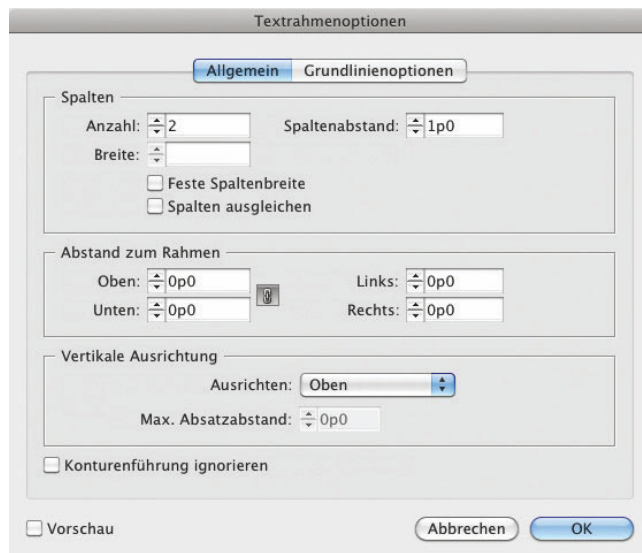 Textrahmenoptionen
Allgemein Grundlinienoptionen
Spalten
Anzahl: 2 Spaltenabstand: 1p0
Breite:
Feste Spaltenbreite
Spalten ausgleichen
Abstand zum Rahmen
Oben: 0p0 Links: 0p0
Unten: 0p0 Rechts: 0p0
Vertikale Ausrichtung
Ausrichten: Oben
Max. Absatzabstand: 0p0
Konturenführung ignorieren
Vorschau Abbrechen OK